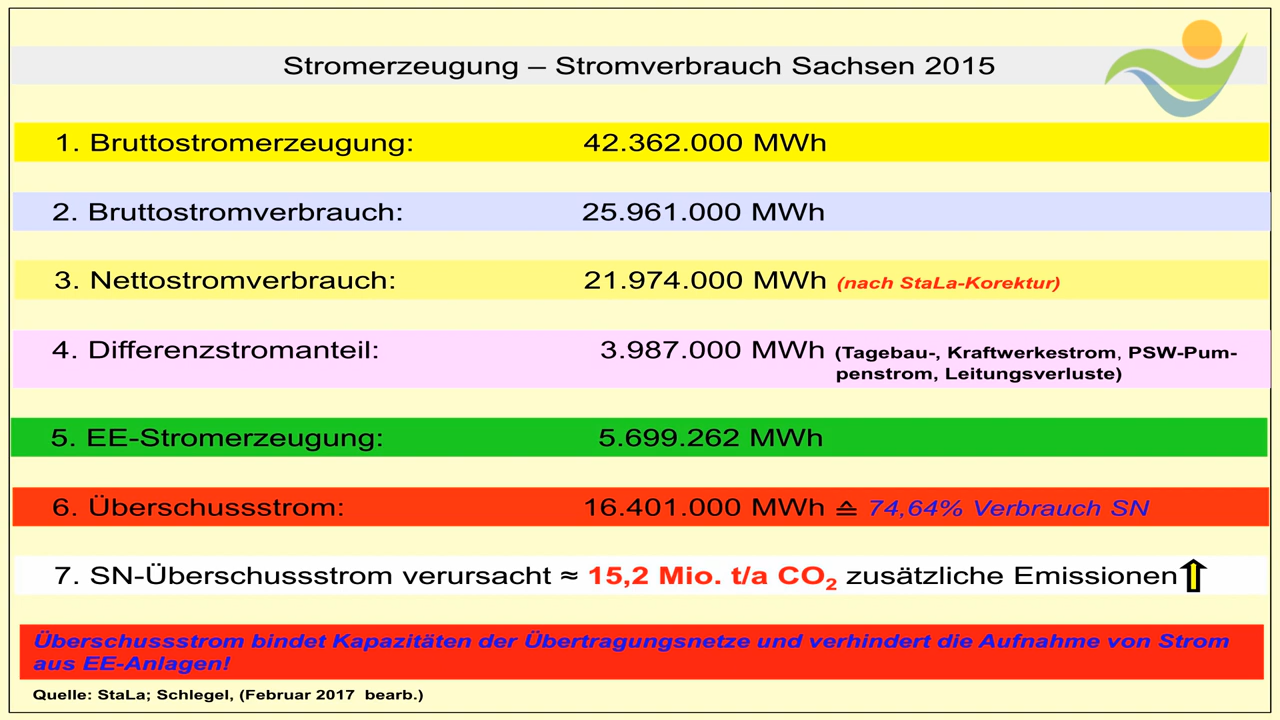 Stromerzeugung – Stromverbrauch Sachsen 2015
1. Bruttostromerzeugung: 42.362.000 MWh
2. Bruttostromverbrauch: 25.961.000 MWh
3. Nettostromverbrauch: 21.974.000 MWh (nach StaLa-Korektur)
4. Differenzstromanteil: 3.987.000 MWh (Tagebau-, Kraftwerkestrom, PSW-Pum-
penstrom, Leitungsverluste)
5. EE-Stromerzeugung: 5.699.262 MWh
6. Überschussstrom: 16.401.000 MWh ≙ 74,64% Verbrauch SN
7. SN-Überschussstrom verursacht ≈ 15,2 Mio. t/a CO₂ zusätzliche Emissionen
Überschussstrom bindet Kapazitäten der Übertragungsnetze und verhindert die Aufnahme von Strom
aus EE-Anlagen!
Quelle: StaLa; Schlegel, (Februar 2017 bearb.)